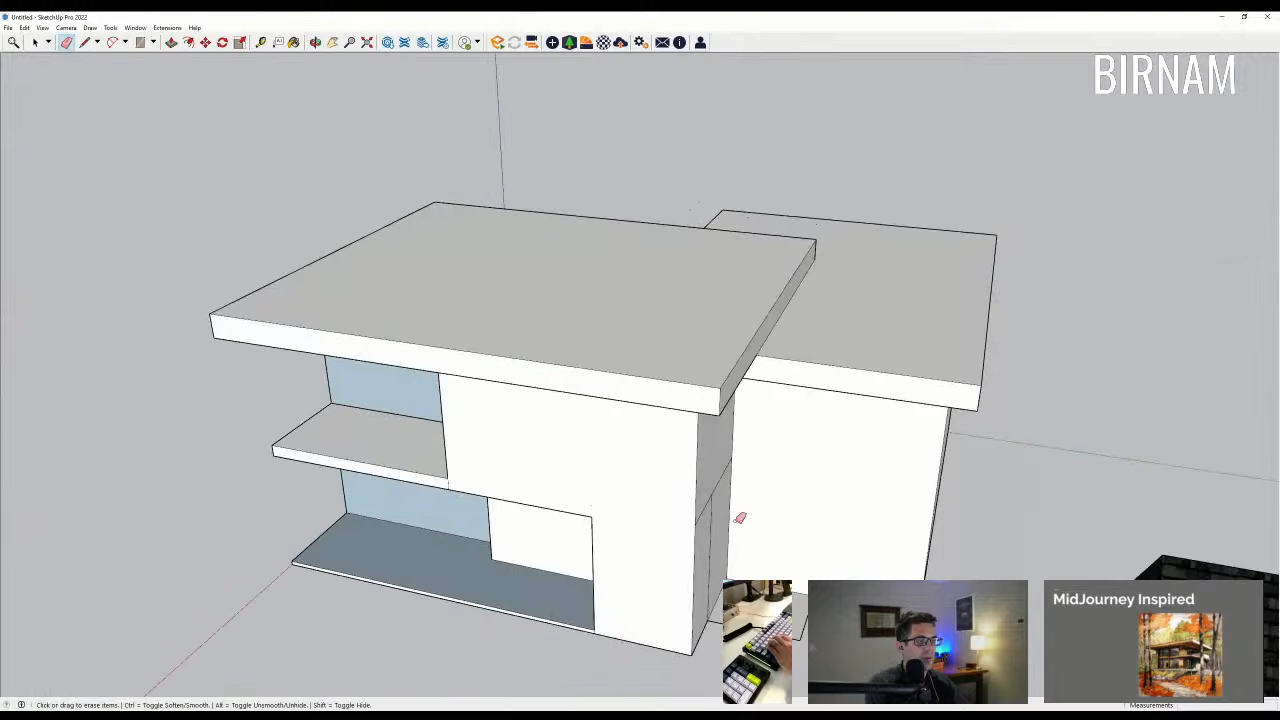 Untitled - SketchUp Pro 2022
File Edit View Camera Draw Tools Window Extensions Help
BIRNAM
MidJourney Inspired
Click or drag to erase items. | Ctrl = Toggle Soften/Smooth. | Alt = Toggle Unsmooth/Unhide. | Shift = Toggle Hide.
Measurements